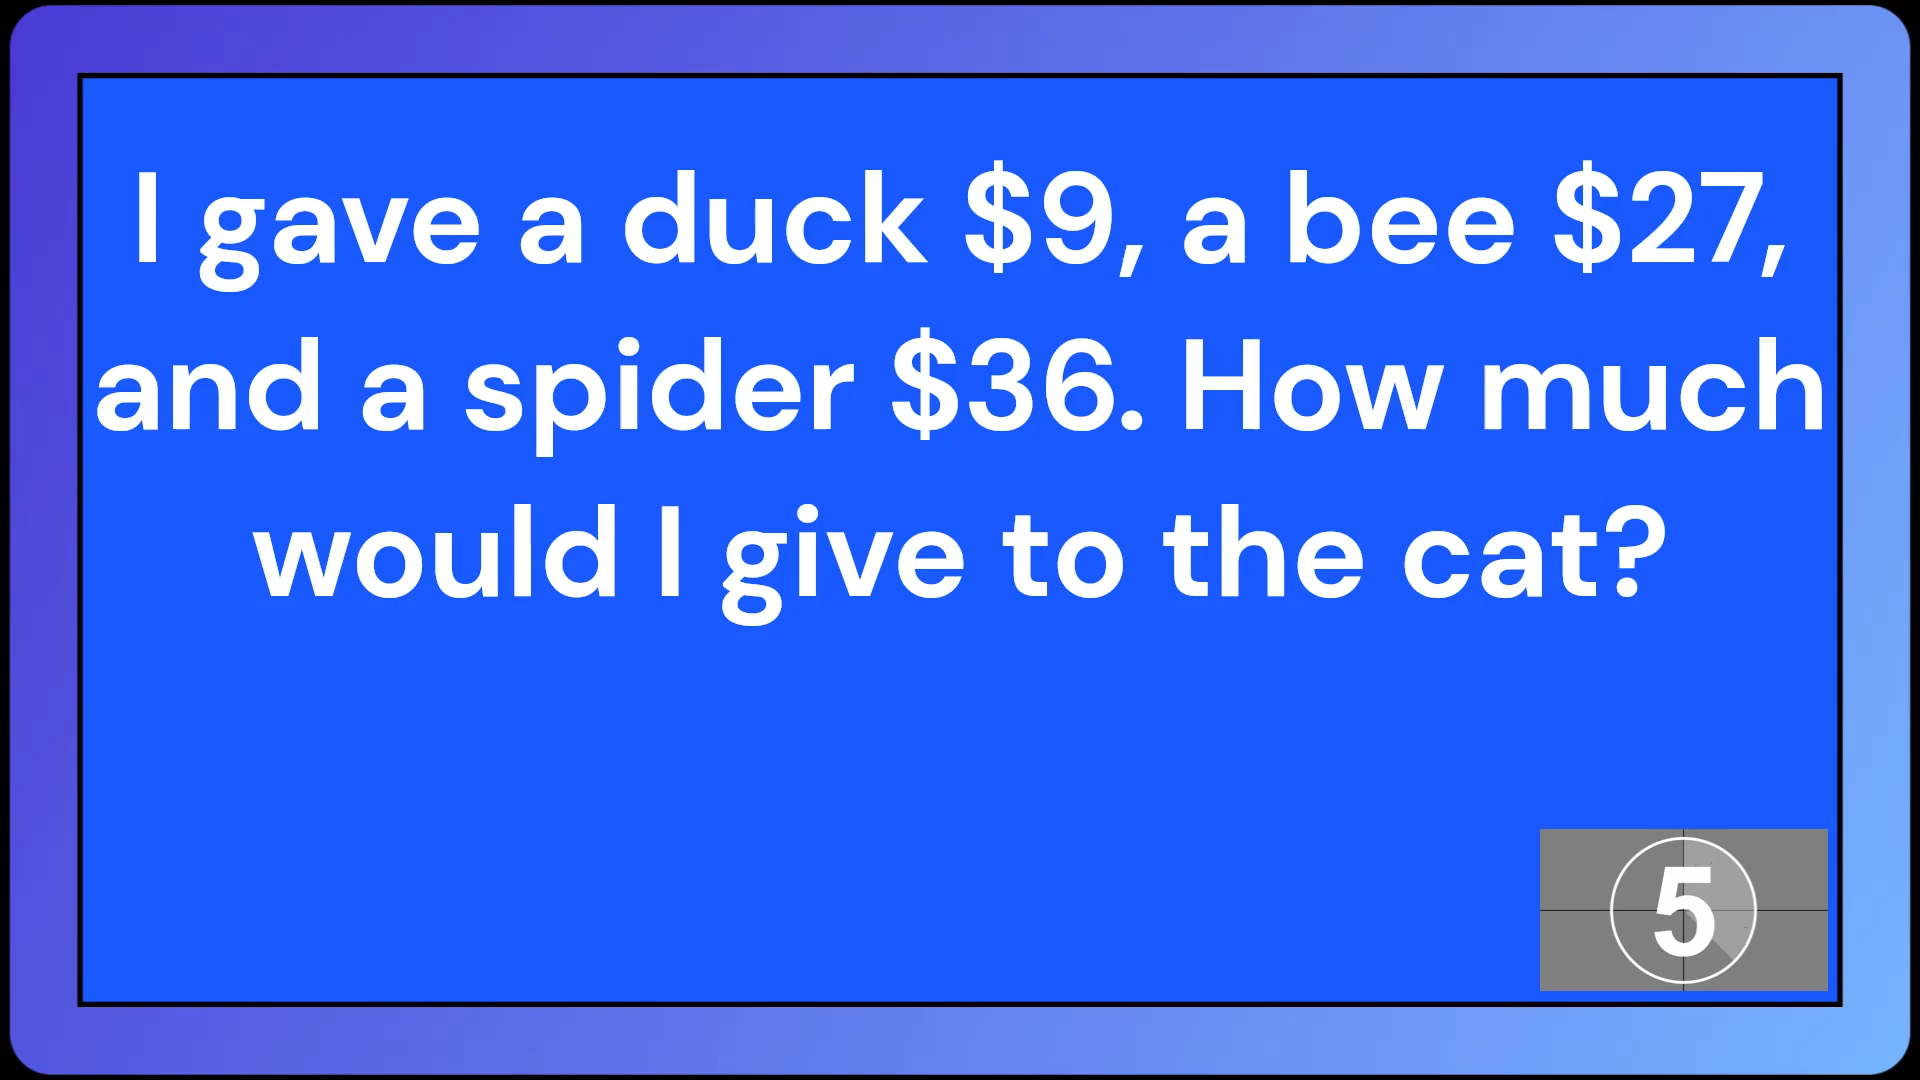 I gave a duck $9, a bee $27,
and a spider $36. How much
would I give to the cat?
5